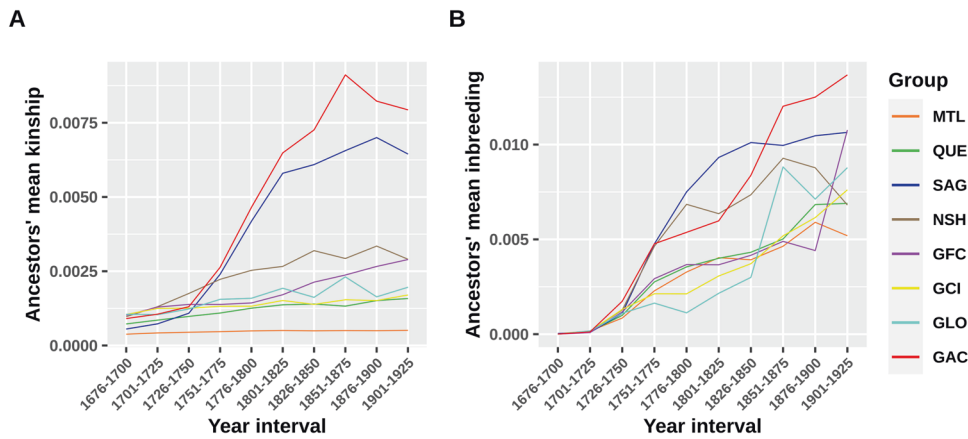 A
B
Ancestors' mean kinship
0.0075
0.0050
0.0025
0.0000
1676-1700
1701-1725
1726-1750
1751-1775
1776-1800
1801-1825
1826-1850
1851-1875
1876-1900
1901-1925
Year interval
Ancestors' mean inbreeding
0.010
0.005
0.000
1676-1700
1701-1725
1726-1750
1751-1775
1776-1800
1801-1825
1826-1850
1851-1875
1876-1900
1901-1925
Year interval
Group
MTL
QUE
SAG
NSH
GFC
GCI
GLO
GAC